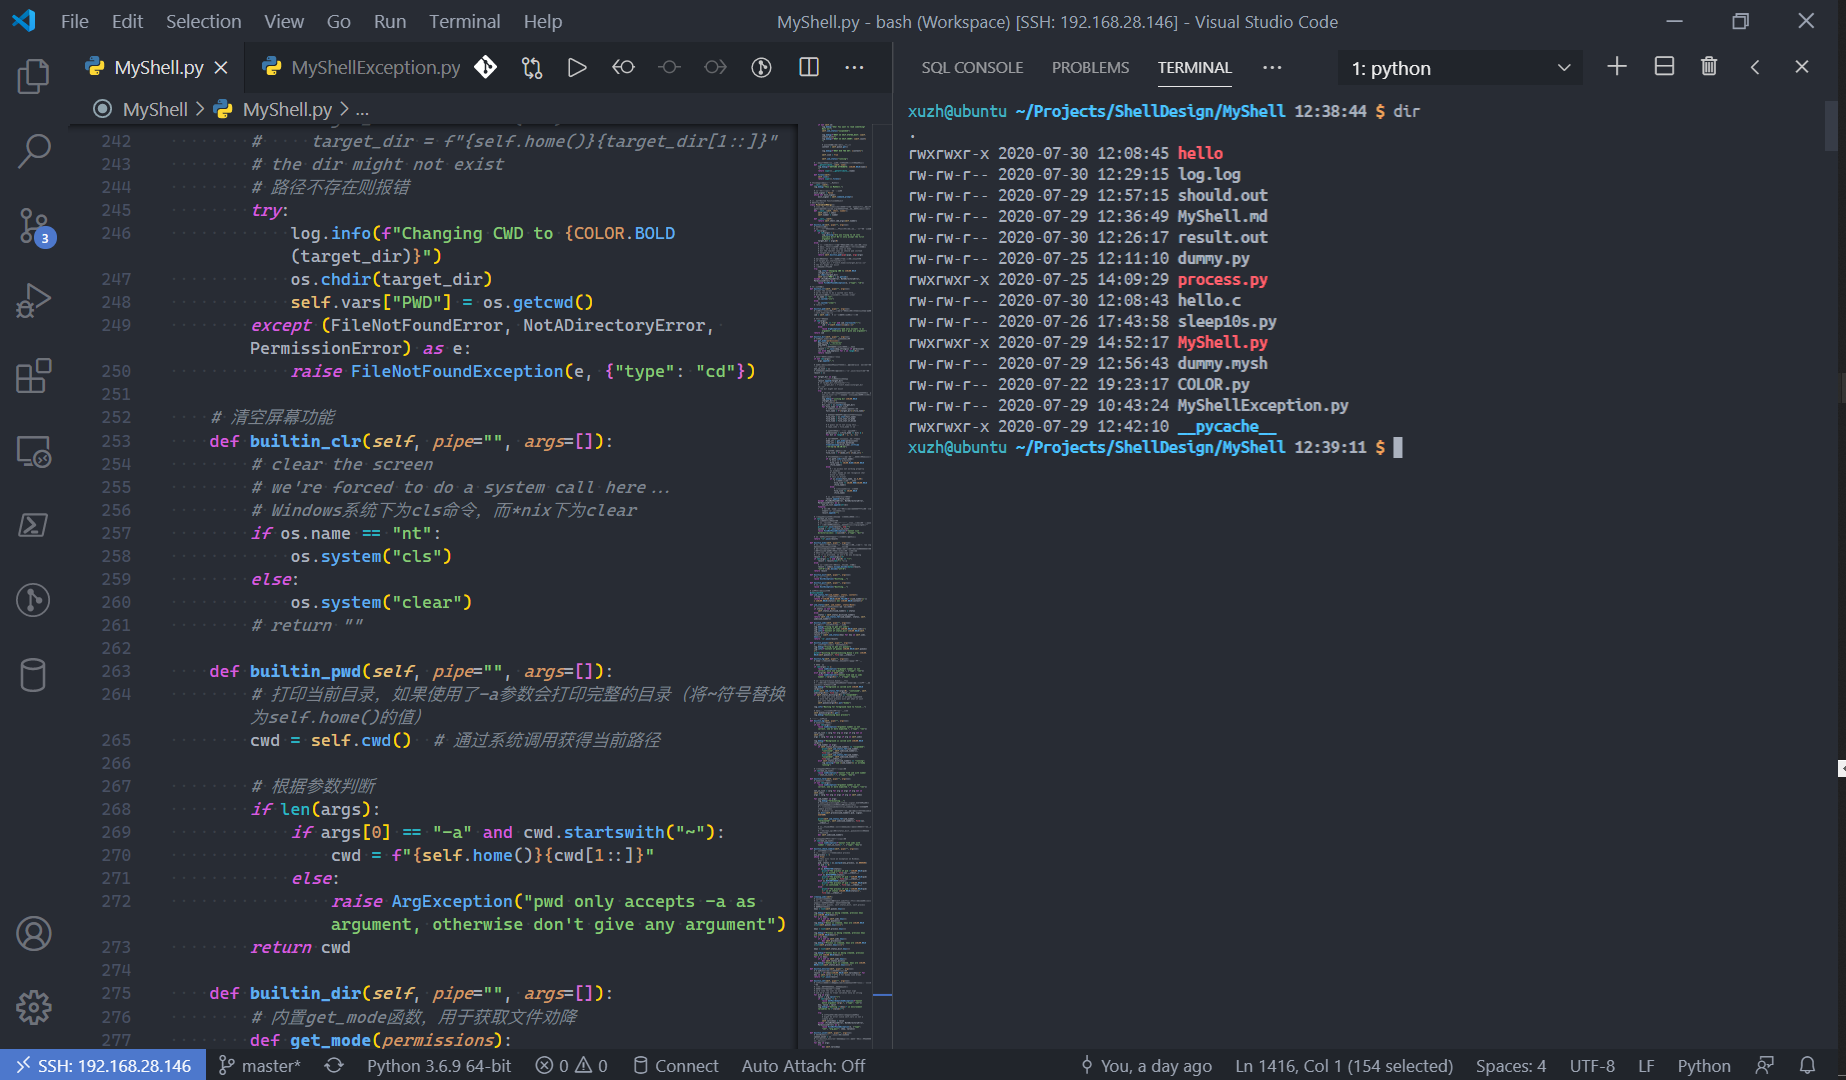 File Edit Selection View Go Run Terminal Help
MyShell.py - bash (Workspace) [SSH: 192.168.28.146] - Visual Studio Code
MyShell.py
MyShellException.py
MyShell > MyShell.py > ...
242 #     target_dir = f"{self.home()}{target_dir[1::]}"
243 # the dir might not exist
244 # 路径不存在则报错
245 try:
246 log.info(f"Changing CWD to {COLOR.BOLD
(target_dir)}")
247 os.chdir(target_dir)
248 self.vars["PWD"] = os.getcwd()
249 except (FileNotFoundError, NotADirectoryError,
PermissionError) as e:
250 raise FileNotFoundException(e, {"type": "cd"})
251
252 # 清空屏幕功能
253 def builtin_clr(self, pipe="", args=[]):
254 # clear the screen
255 # we're forced to do a system call here...
256 # Windows系统下为cls命令，而*nix下为clear
257 if os.name == "nt":
258 os.system("cls")
259 else:
260 os.system("clear")
261 # return ""
262
263 def builtin_pwd(self, pipe="", args=[]):
264 # 打印当前目录，如果使用了-a参数会打印完整的目录（将~符号替换
为self.home()的值）
265 cwd = self.cwd()  # 通过系统调用获得当前路径
266
267 # 根据参数判断
268 if len(args):
269 if args[0] == "-a" and cwd.startswith("~"):
270 cwd = f"{self.home()}{cwd[1::]}"
271 else:
272 raise ArgException("pwd only accepts -a as
argument, otherwise don't give any argument")
273 return cwd
274
275 def builtin_dir(self, pipe="", args=[]):
276 # 内置get_mode函数，用于获取文件劝降
277 def get_mode(permissions):
SQL CONSOLE PROBLEMS TERMINAL ... 1: python
xuzh@ubuntu ~/Projects/ShellDesign/MyShell 12:38:44 $ dir
.
rwxrwxr-x 2020-07-30 12:08:45 hello
rw-rw-r-- 2020-07-30 12:29:15 log.log
rw-rw-r-- 2020-07-29 12:57:15 should.out
rw-rw-r-- 2020-07-29 12:36:49 MyShell.md
rw-rw-r-- 2020-07-30 12:26:17 result.out
rw-rw-r-- 2020-07-25 12:11:10 dummy.py
rwxrwxr-x 2020-07-25 14:09:29 process.py
rw-rw-r-- 2020-07-30 12:08:43 hello.c
rw-rw-r-- 2020-07-26 17:43:58 sleep10s.py
rwxrwxr-x 2020-07-29 14:52:17 MyShell.py
rw-rw-r-- 2020-07-29 12:56:43 dummy.mysh
rw-rw-r-- 2020-07-22 19:23:17 COLOR.py
rw-rw-r-- 2020-07-29 10:43:24 MyShellException.py
rwxrwxr-x 2020-07-29 12:42:10 __pycache__
xuzh@ubuntu ~/Projects/ShellDesign/MyShell 12:39:11 $
3
SSH: 192.168.28.146 master* Python 3.6.9 64-bit 0 0 Connect Auto Attach: Off You, a day ago Ln 1416, Col 1 (154 selected) Spaces: 4 UTF-8 LF Python